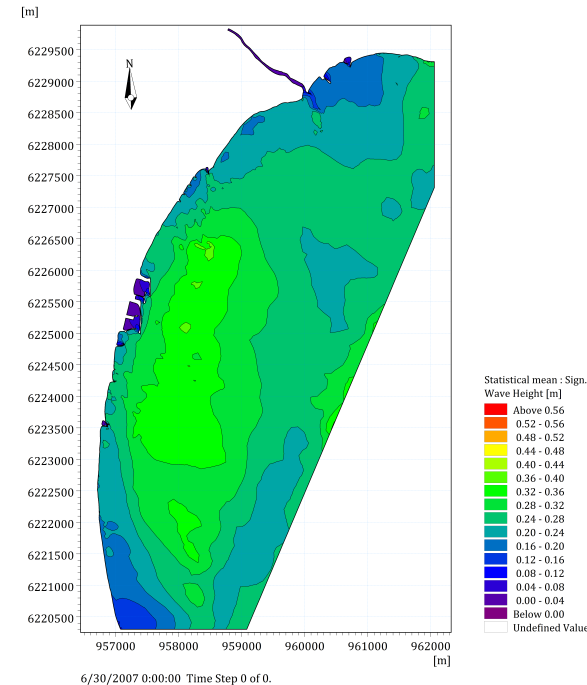 [m]
6229500
6229000
6228500
6228000
6227500
6227000
6226500
6226000
6225500
6225000
6224500
6224000
6223500
6223000
6222500
6222000
6221500
6221000
6220500
N
957000 958000 959000 960000 961000 962000
[m]
Statistical mean : Sign.
Wave Height [m]
Above 0.56
0.52 - 0.56
0.48 - 0.52
0.44 - 0.48
0.40 - 0.44
0.36 - 0.40
0.32 - 0.36
0.28 - 0.32
0.24 - 0.28
0.20 - 0.24
0.16 - 0.20
0.12 - 0.16
0.08 - 0.12
0.04 - 0.08
0.00 - 0.04
Below 0.00
Undefined Value
6/30/2007 0:00:00 Time Step 0 of 0.